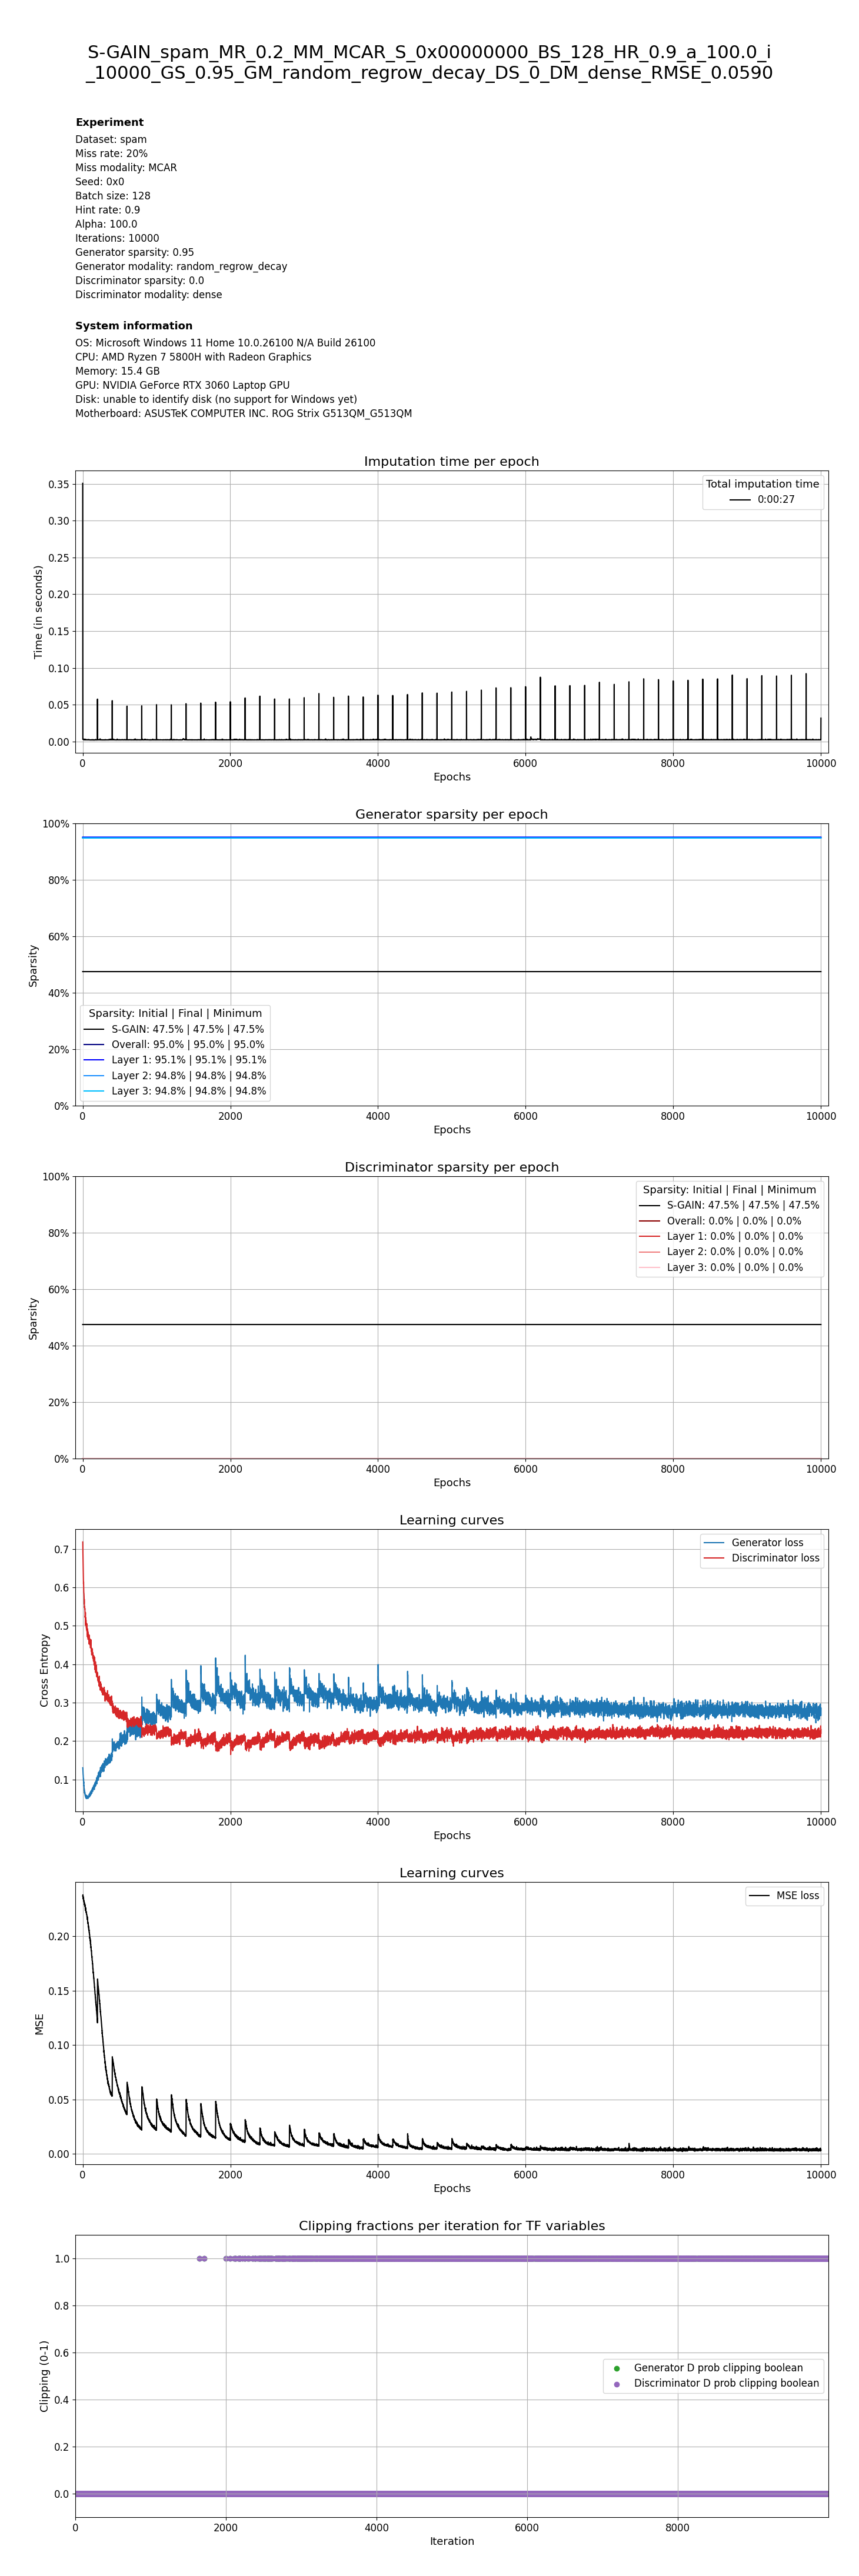 S-GAIN_spam_MR_0.2_MM_MCAR_S_0x00000000_BS_128_HR_0.9_a_100.0_i
_10000_GS_0.95_GM_random_regrow_decay_DS_0_DM_dense_RMSE_0.0590
Experiment
Dataset: spam
Miss rate: 20%
Miss modality: MCAR
Seed: 0x0
Batch size: 128
Hint rate: 0.9
Alpha: 100.0
Iterations: 10000
Generator sparsity: 0.95
Generator modality: random_regrow_decay
Discriminator sparsity: 0.0
Discriminator modality: dense
System information
OS: Microsoft Windows 11 Home 10.0.26100 N/A Build 26100
CPU: AMD Ryzen 7 5800H with Radeon Graphics
Memory: 15.4 GB
GPU: NVIDIA GeForce RTX 3060 Laptop GPU
Disk: unable to identify disk (no support for Windows yet)
Motherboard: ASUSTeK COMPUTER INC. ROG Strix G513QM_G513QM
Imputation time per epoch
Total imputation time
0:00:27
0.35
0.30
0.25
0.20
0.15
0.10
0.05
0.00
Time (in seconds)
0 2000 4000 6000 8000 10000
Epochs
Generator sparsity per epoch
100%
80%
60%
40%
20%
0%
Sparsity
Sparsity: Initial | Final | Minimum
S-GAIN: 47.5% | 47.5% | 47.5%
Overall: 95.0% | 95.0% | 95.0%
Layer 1: 95.1% | 95.1% | 95.1%
Layer 2: 94.8% | 94.8% | 94.8%
Layer 3: 94.8% | 94.8% | 94.8%
0 2000 4000 6000 8000 10000
Epochs
Discriminator sparsity per epoch
100%
80%
60%
40%
20%
0%
Sparsity
Sparsity: Initial | Final | Minimum
S-GAIN: 47.5% | 47.5% | 47.5%
Overall: 0.0% | 0.0% | 0.0%
Layer 1: 0.0% | 0.0% | 0.0%
Layer 2: 0.0% | 0.0% | 0.0%
Layer 3: 0.0% | 0.0% | 0.0%
0 2000 4000 6000 8000 10000
Epochs
Learning curves
Generator loss
Discriminator loss
0.7
0.6
0.5
0.4
0.3
0.2
0.1
Cross Entropy
0 2000 4000 6000 8000 10000
Epochs
Learning curves
MSE loss
0.20
0.15
0.10
0.05
0.00
MSE
0 2000 4000 6000 8000 10000
Epochs
Clipping fractions per iteration for TF variables
1.0
0.8
0.6
0.4
0.2
0.0
Clipping (0-1)
Generator D prob clipping boolean
Discriminator D prob clipping boolean
0 2000 4000 6000 8000
Iteration